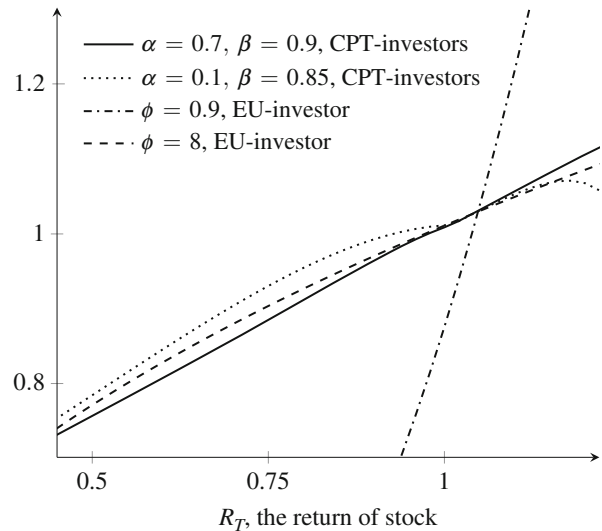 α = 0.7, β = 0.9, CPT-investors
α = 0.1, β = 0.85, CPT-investors
ϕ = 0.9, EU-investor
ϕ = 8, EU-investor
1.2
1
0.8
0.5 0.75 1
R_T, the return of stock